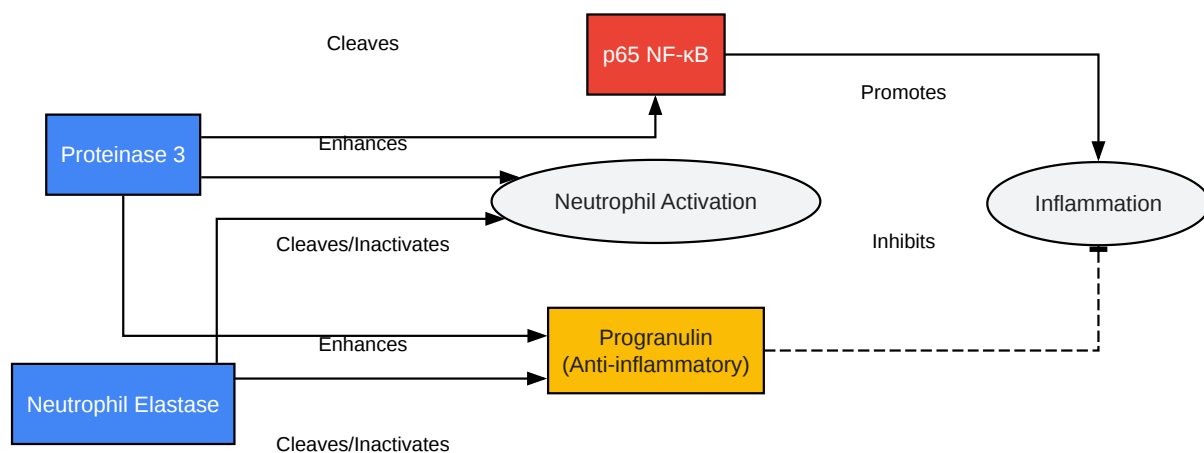 Cleaves
p65 NF-κB
Promotes
Proteinase 3
Enhances
Neutrophil Activation
Inflammation
Cleaves/Inactivates
Inhibits
Progranulin
(Anti-inflammatory)
Enhances
Neutrophil Elastase
Cleaves/Inactivates